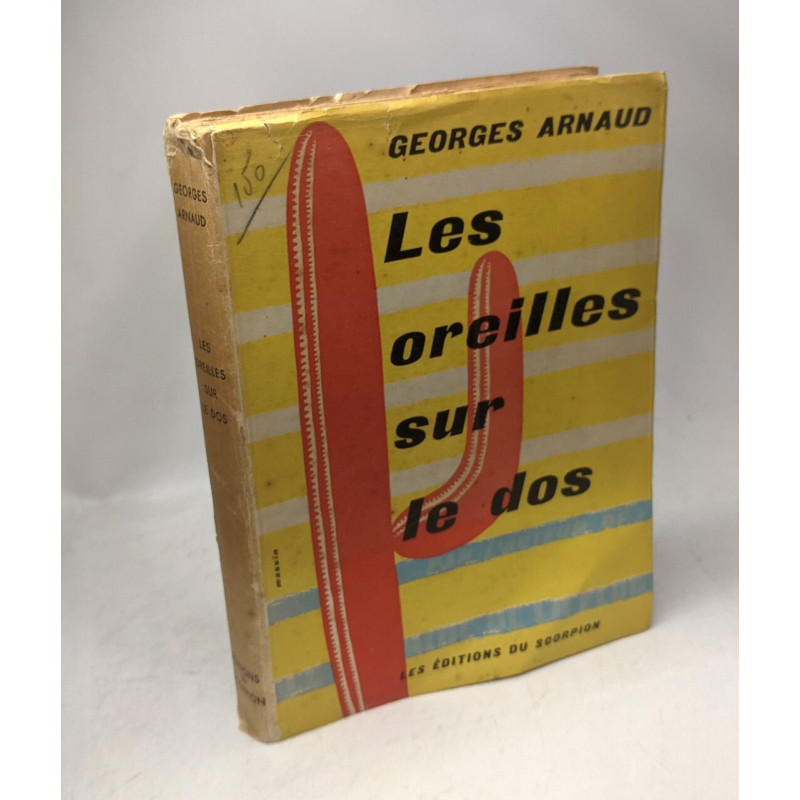 GEORGES ARNAUD
Les
oreilles
sur
le dos
LES ÉDITIONS DU SCORPION
massin
150
GEORGES
ARNAUD
LES
OREILLES
SUR
LE DOS